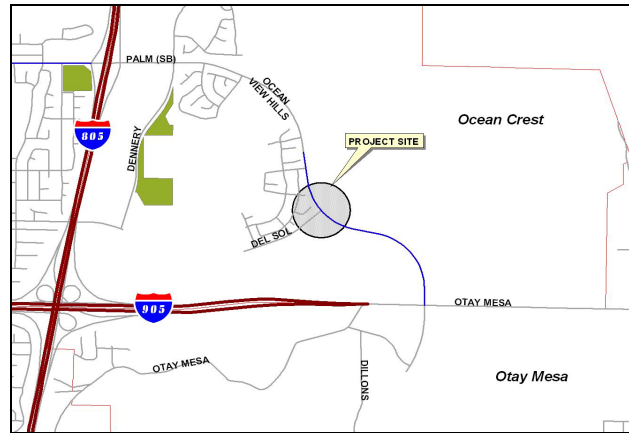 PALM (SB)
OCEAN
VIEW HILLS
Ocean Crest
805
DENNERY
PROJECT SITE
DEL SOL
905
OTAY MESA
OTAY MESA
DILLONS
Otay Mesa